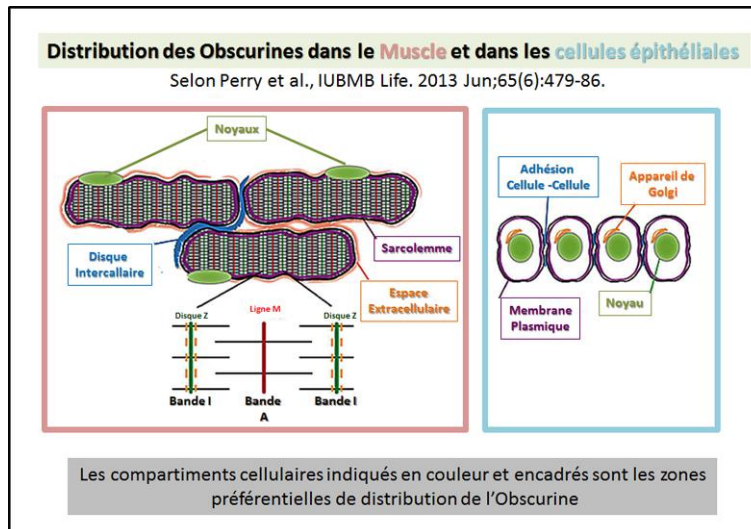 Distribution des Obscurines dans le Muscle et dans les cellules épithéliales
Selon Perry et al., IUBMB Life. 2013 Jun;65(6):479-86.
Noyaux
Disque
Intercallaire
Sarcolemme
Espace
Extracellulaire
Disque Z
Ligne M
Disque Z
Bande I
Bande
A
Bande I
Adhésion
Cellule -Cellule
Appareil de
Golgi
Membrane
Plasmique
Noyau
Les compartiments cellulaires indiqués en couleur et encadrés sont les zones
préférentielles de distribution de l'Obscurine